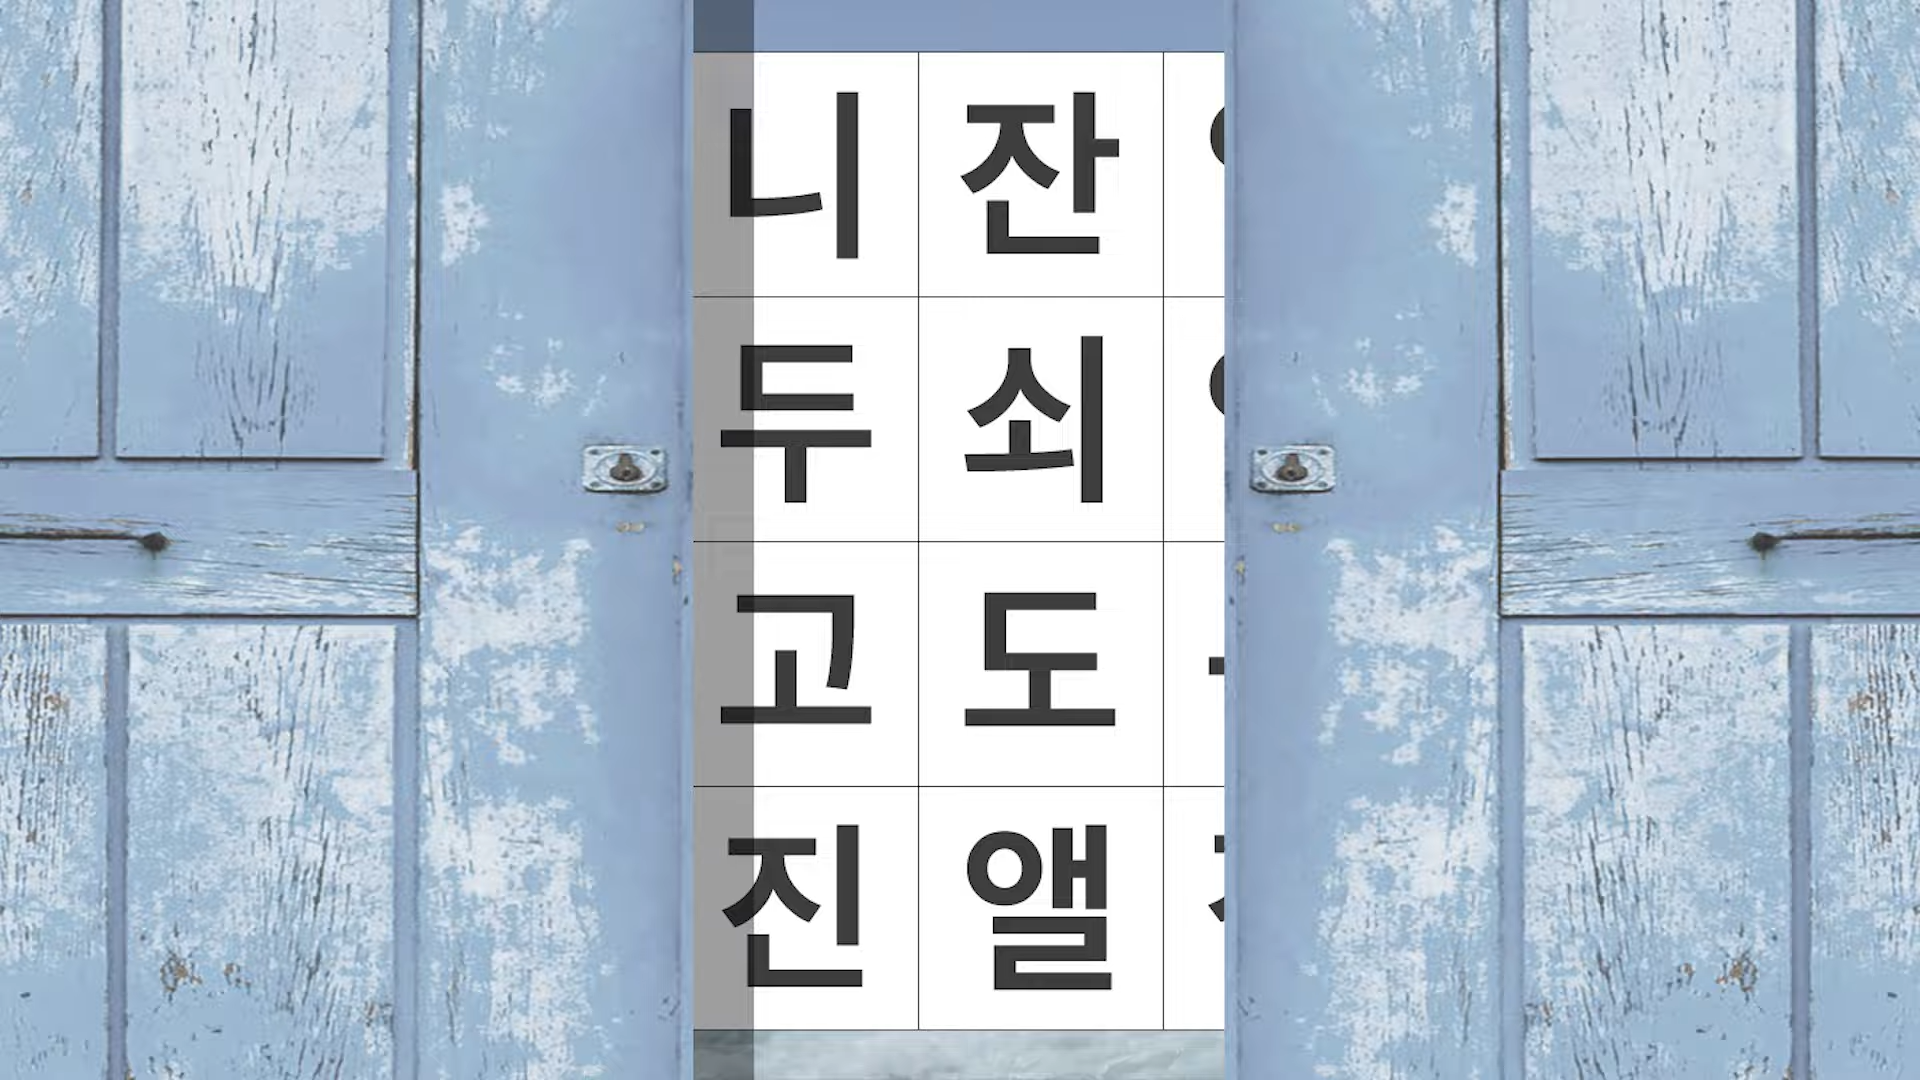 니 잔
두 쇠
고 도
진 앨